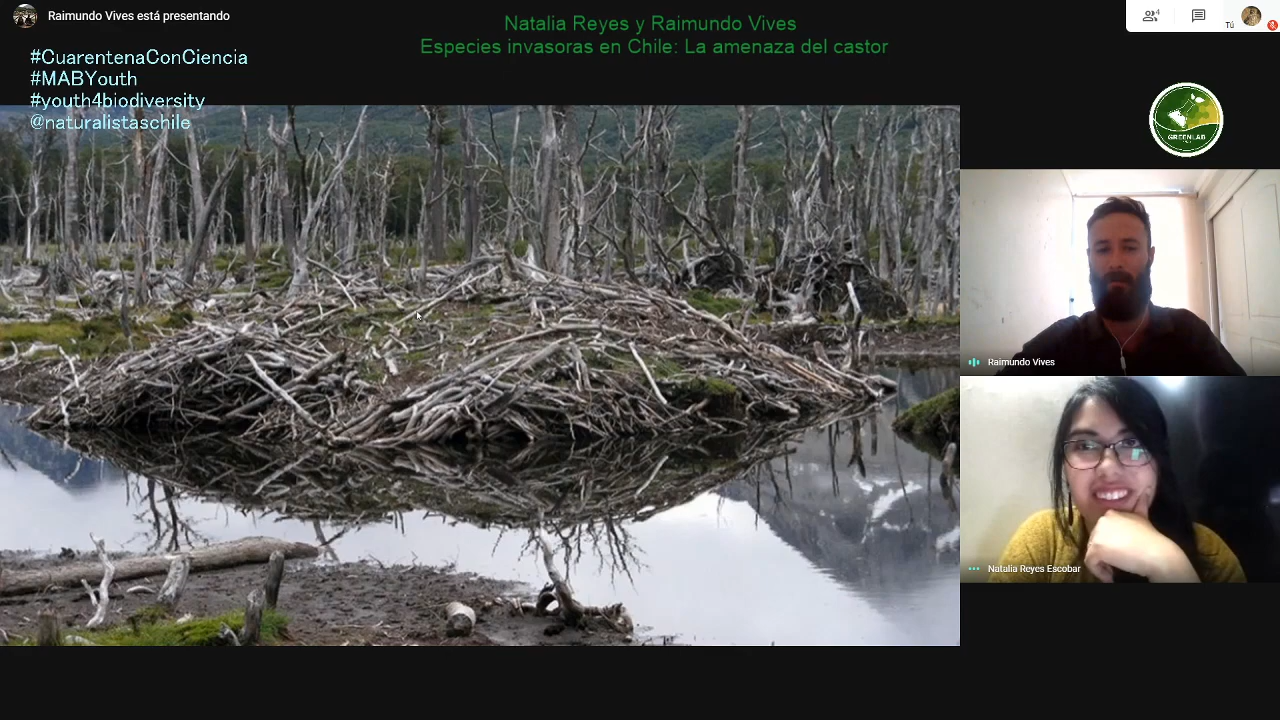 Raimundo Vives está presentando
Natalia Reyes y Raimundo Vives
Especies invasoras en Chile: La amenaza del castor
4
Tú
#CuarentenaConCiencia
#MABYouth
#youth4biodiversity
@naturalistaschile
GREENLAB
Raimundo Vives
Natalia Reyes Escobar